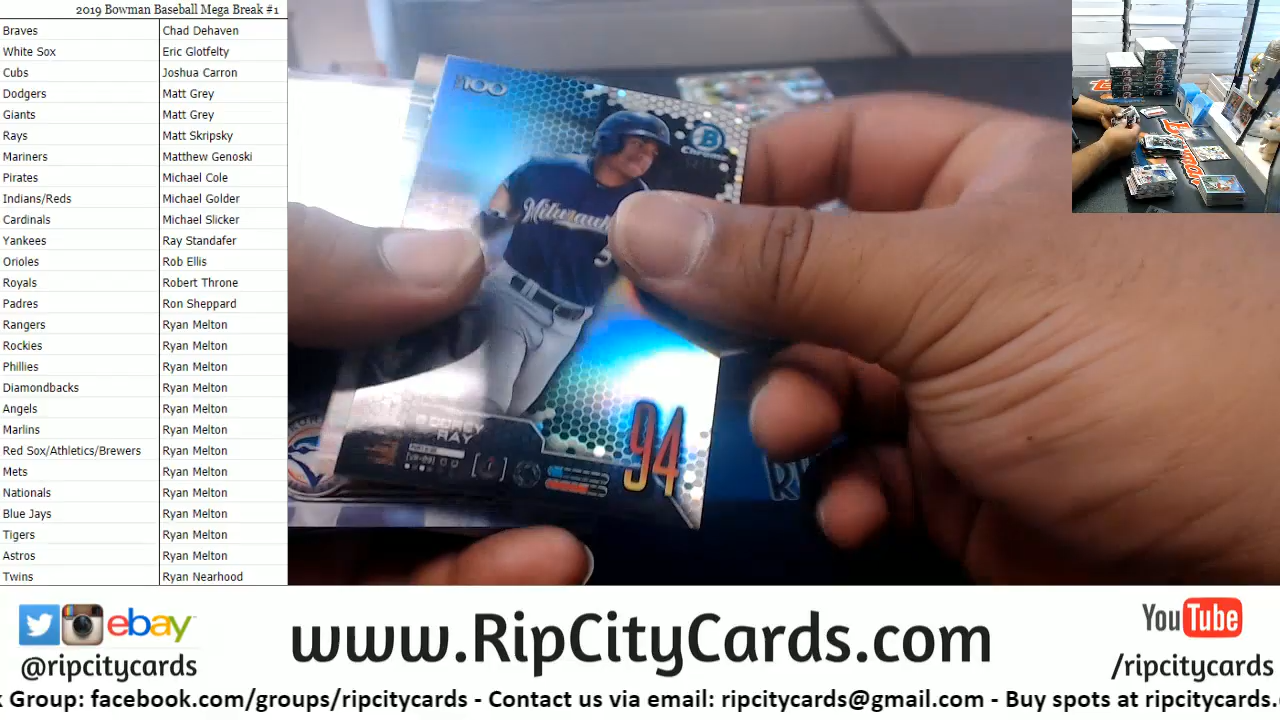 2019 Bowman Baseball Mega Break #1
Braves Chad Dehaven
White Sox Eric Glotfelty
Cubs Joshua Carron
Dodgers Matt Grey
Giants Matt Grey
Rays Matt Skripsky
Mariners Matthew Genoski
Pirates Michael Cole
Indians/Reds Michael Golder
Cardinals Michael Slicker
Yankees Ray Standafer
Orioles Rob Ellis
Royals Robert Throne
Padres Ron Sheppard
Rangers Ryan Melton
Rockies Ryan Melton
Phillies Ryan Melton
Diamondbacks Ryan Melton
Angels Ryan Melton
Marlins Ryan Melton
Red Sox/Athletics/Brewers Ryan Melton
Mets Ryan Melton
Nationals Ryan Melton
Blue Jays Ryan Melton
Tigers Ryan Melton
Astros Ryan Melton
Twins Ryan Nearhood
100
B
Chrome
COREY
RAY
94
ebay
@ripcitycards
www.RipCityCards.com
YouTube
/ripcitycards
k Group: facebook.com/groups/ripcitycards - Contact us via email: ripcitycards@gmail.com - Buy spots at ripcitycards.